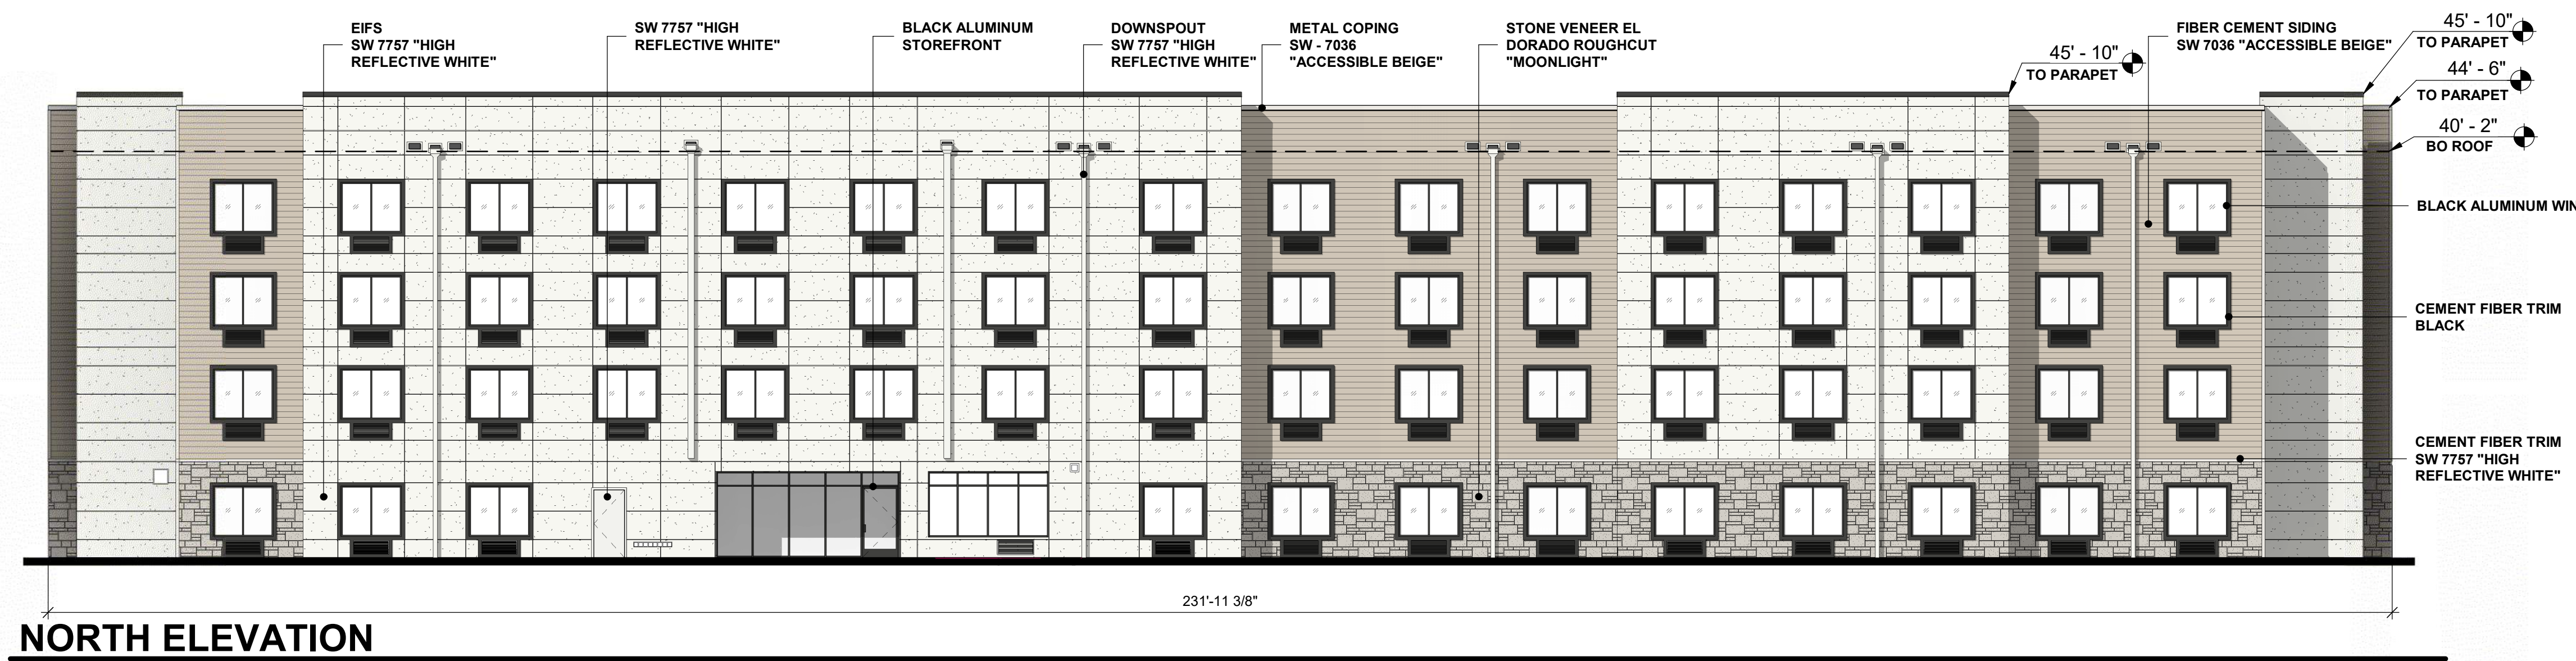 EIFS
SW 7757 "HIGH
REFLECTIVE WHITE"
SW 7757 "HIGH
REFLECTIVE WHITE"
BLACK ALUMINUM
STOREFRONT
DOWNSPOUT
SW 7757 "HIGH
REFLECTIVE WHITE"
METAL COPING
SW - 7036
"ACCESSIBLE BEIGE"
STONE VENEER EL
DORADO ROUGHCUT
"MOONLIGHT"
45' - 10"
TO PARAPET
FIBER CEMENT SIDING
SW 7036 "ACCESSIBLE BEIGE"
45' - 10"
TO PARAPET
44' - 6"
TO PARAPET
40' - 2"
BO ROOF
BLACK ALUMINUM WIN
CEMENT FIBER TRIM
BLACK
CEMENT FIBER TRIM
SW 7757 "HIGH
REFLECTIVE WHITE"
231'-11 3/8"
NORTH ELEVATION